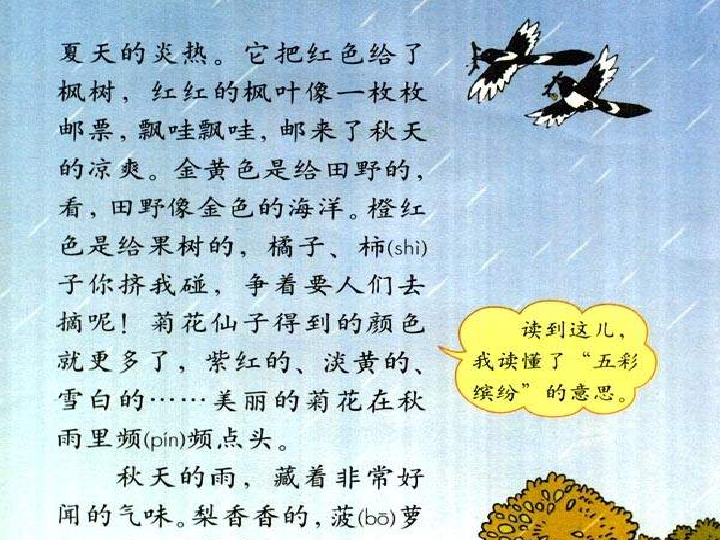 夏天的炎热。它把红色给了
枫树，红红的枫叶像一枚枚
邮票，飘哇飘哇，邮来了秋天
的凉爽。金黄色是给田野的，
看，田野像金色的海洋。橙红
色是给果树的，橘子、柿(shì)
子你挤我碰，争着要人们去
摘呢！菊花仙子得到的颜色
就更多了，紫红的、淡黄的、
雪白的……美丽的菊花在秋
雨里频(pín)频点头。
秋天的雨，藏着非常好
闻的气味。梨香香的，菠(bō)萝
读到这儿，
我读懂了“五彩
缤纷”的意思。